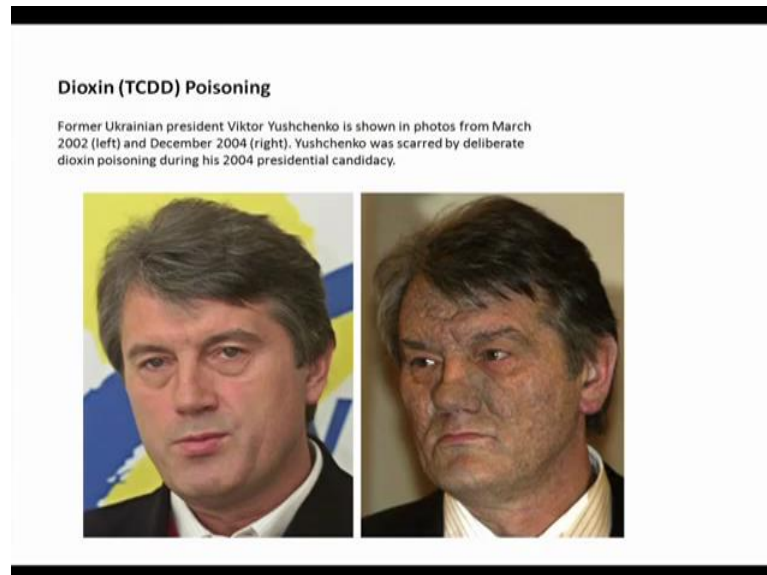 Dioxin (TCDD) Poisoning
Former Ukrainian president Viktor Yushchenko is shown in photos from March
2002 (left) and December 2004 (right). Yushchenko was scarred by deliberate
dioxin poisoning during his 2004 presidential candidacy.